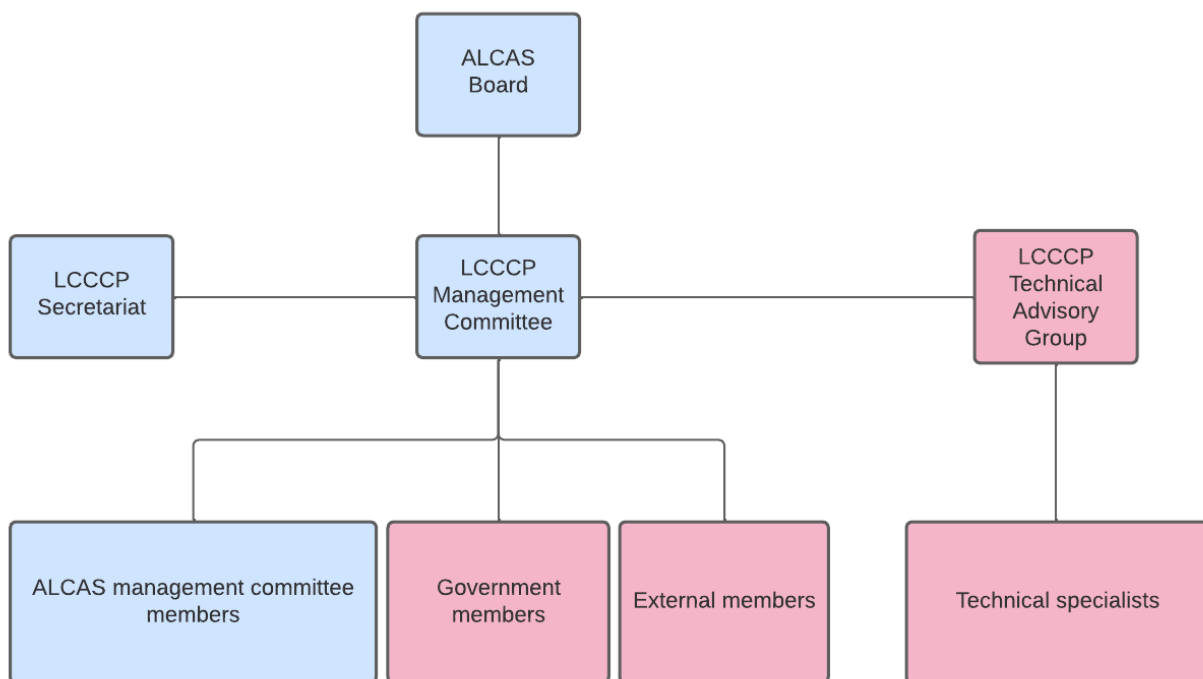 ALCAS
Board
LCCCP
Secretariat
LCCCP
Management
Committee
LCCCP
Technical
Advisory
Group
ALCAS management committee
members
Government
members
External members
Technical specialists